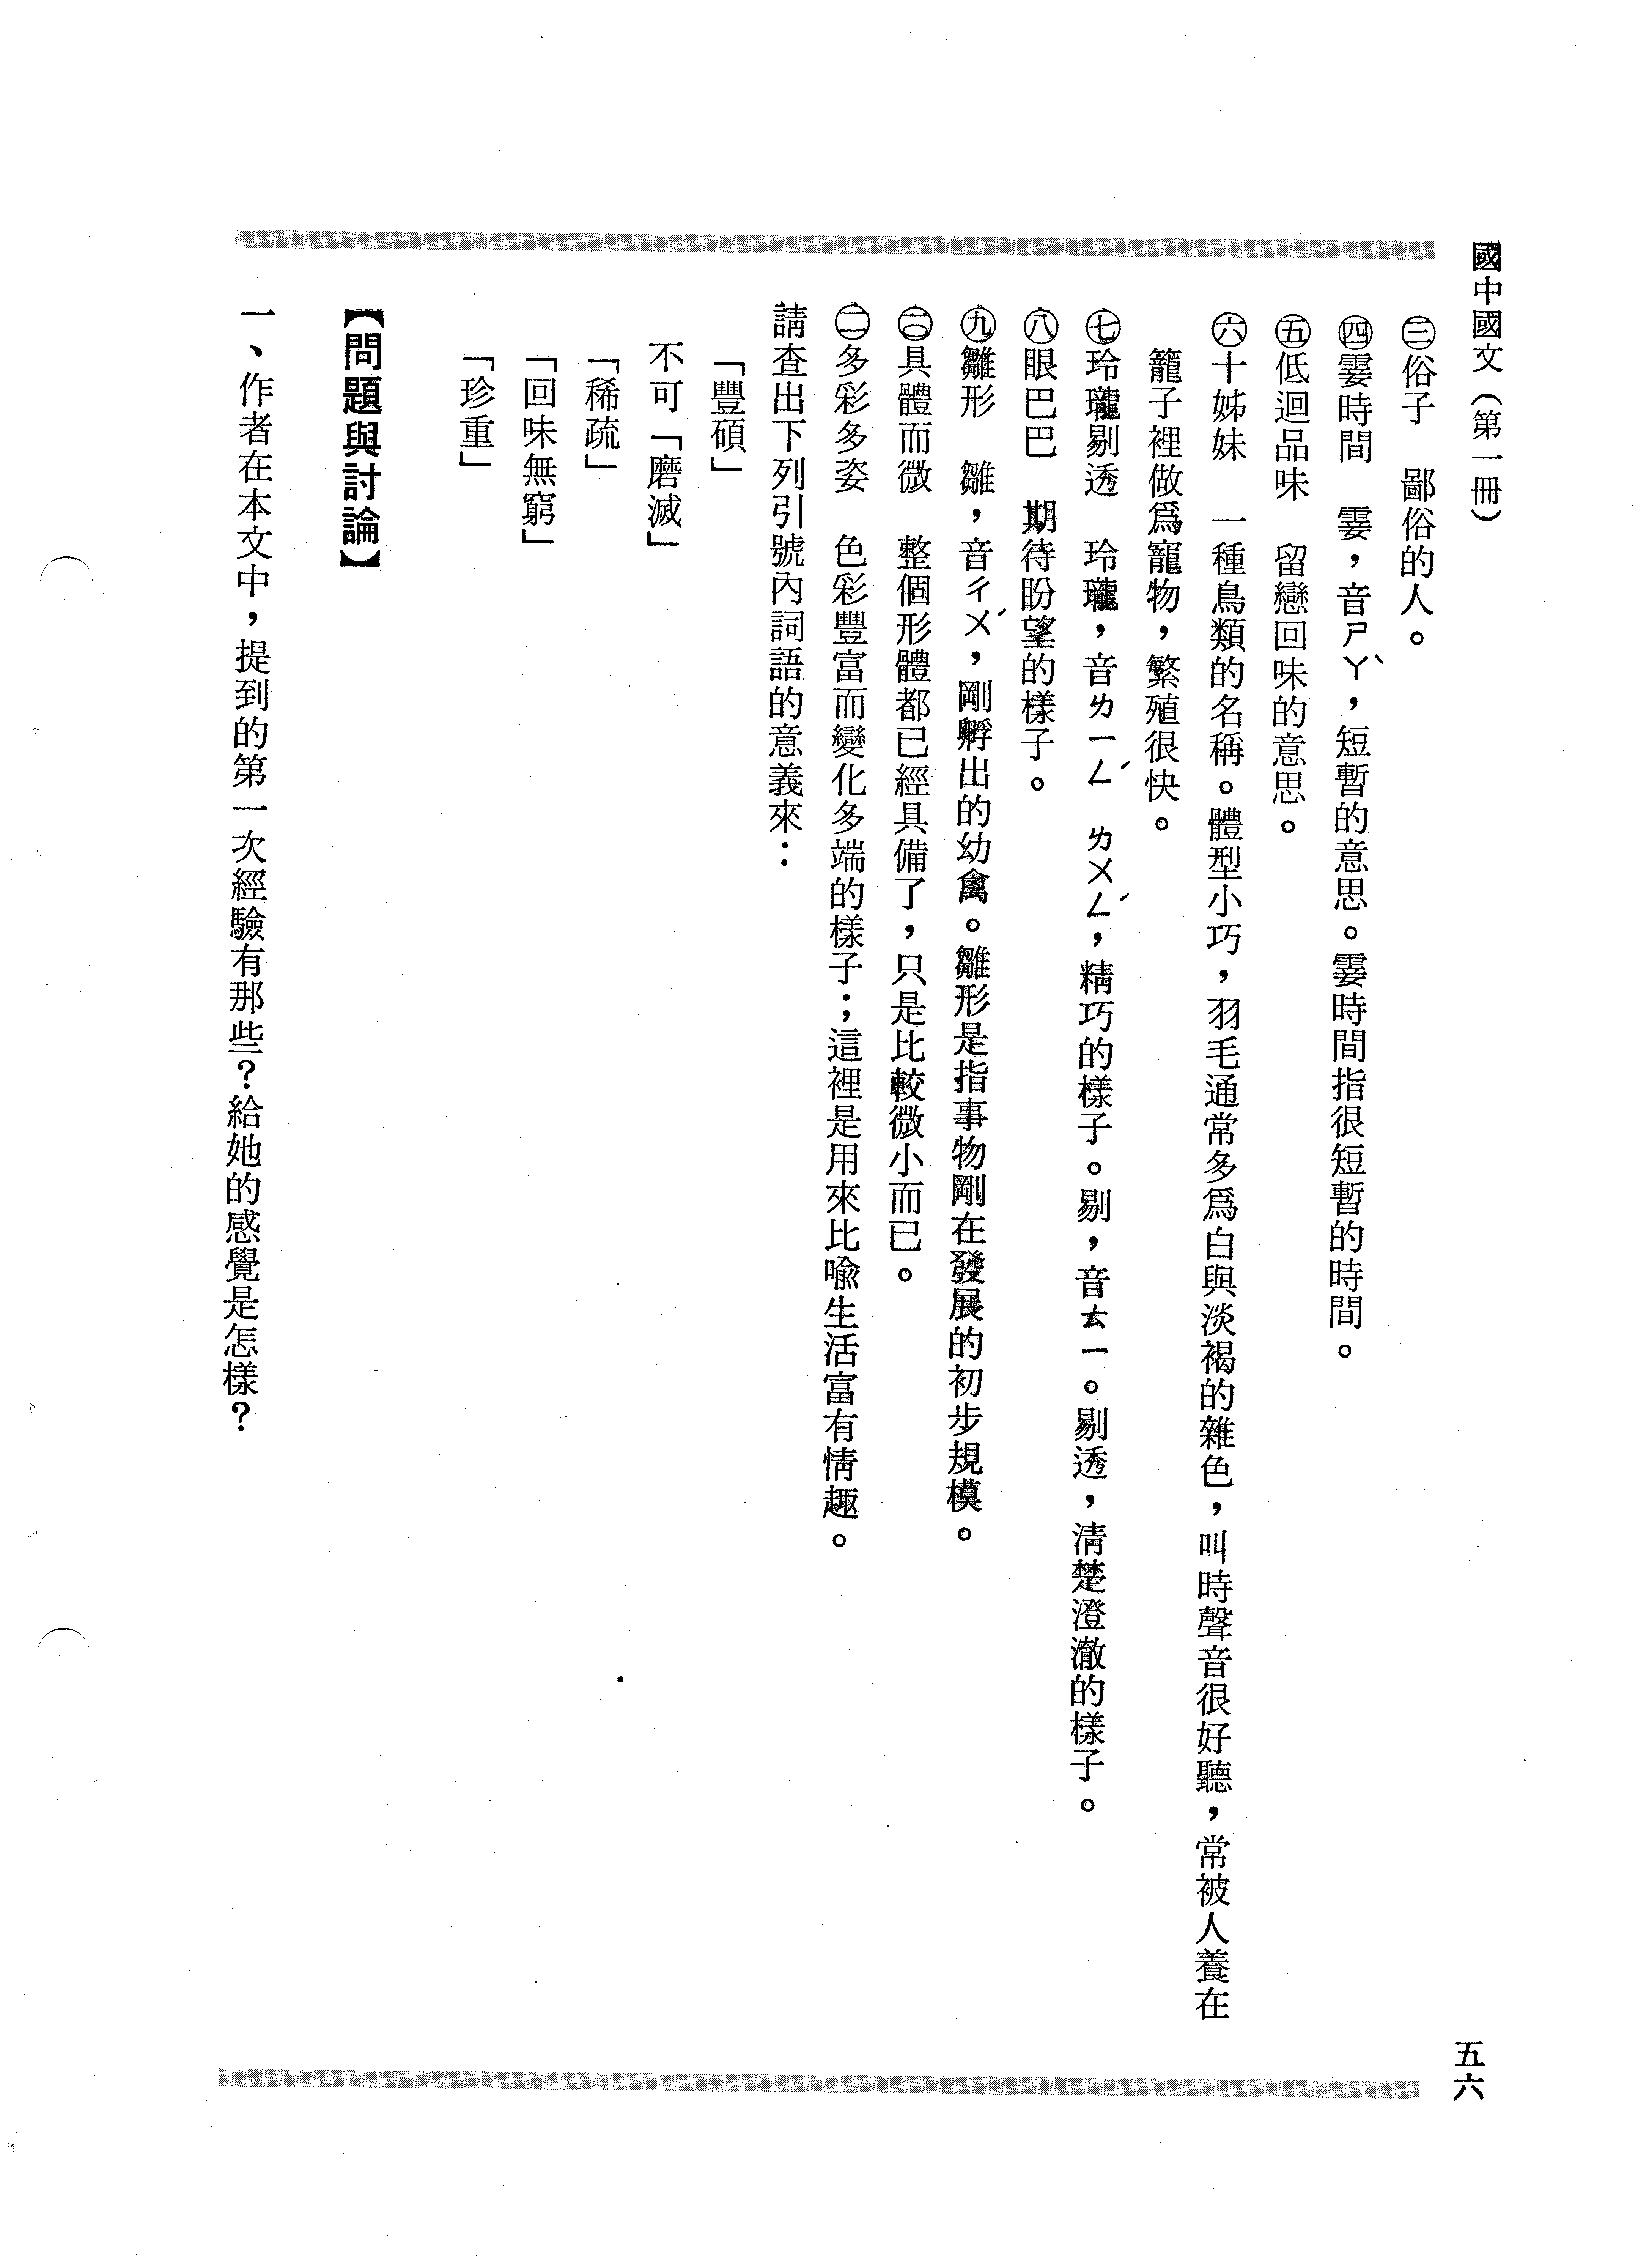 國中國文(第一冊)
五六
㊂俗子 鄙俗的人。
㊃霎時間 霎,音ㄕㄚˋ,短暫的意思。霎時間指很短暫的時間。
㊄低迴品味 留戀回味的意思。
㊅十姊妹 一種鳥類的名稱。體型小巧,羽毛通常多爲白與淡褐的雜色,叫時聲音很好聽,常被人養在
籠子裡做爲寵物,繁殖很快。
㊆玲瓏剔透 玲瓏,音ㄌㄧㄥˊ ㄌㄨㄥˊ,精巧的樣子。剔,音ㄊㄧ。剔透,清楚澄澈的樣子。
㊇眼巴巴 期待盼望的樣子。
㊈雛形 雛,音ㄔㄨˊ,剛孵出的幼禽。雛形是指事物剛在發展的初步規模。
㊀〇具體而微 整個形體都已經具備了,只是比較微小而已。
㊀一多彩多姿 色彩豐富而變化多端的樣子;這裡是用來比喩生活富有情趣。
請查出下列引號內詞語的意義來:
「豐碩」
不可「磨滅」
「稀疏」
「回味無窮」
「珍重」
【問題與討論】
一、作者在本文中,提到的第一次經驗有那些?給她的感覺是怎樣?